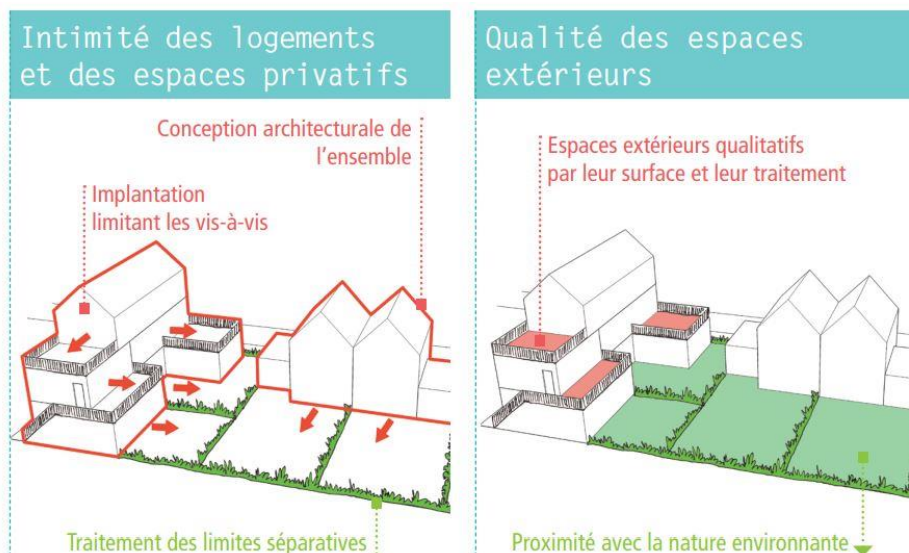 Intimité des logements
et des espaces privatifs
Conception architecturale de
l'ensemble
Implantation
limitant les vis-à-vis
Traitement des limites séparatives
Qualité des espaces
extérieurs
Espaces extérieurs qualitatifs
par leur surface et leur traitement
Proximité avec la nature environnante